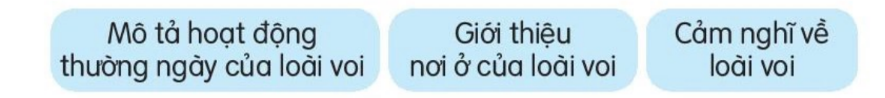 Mô tả hoạt động
thường ngày của loài voi
Giới thiệu
nơi ở của loài voi
Cảm nghĩ về
loài voi